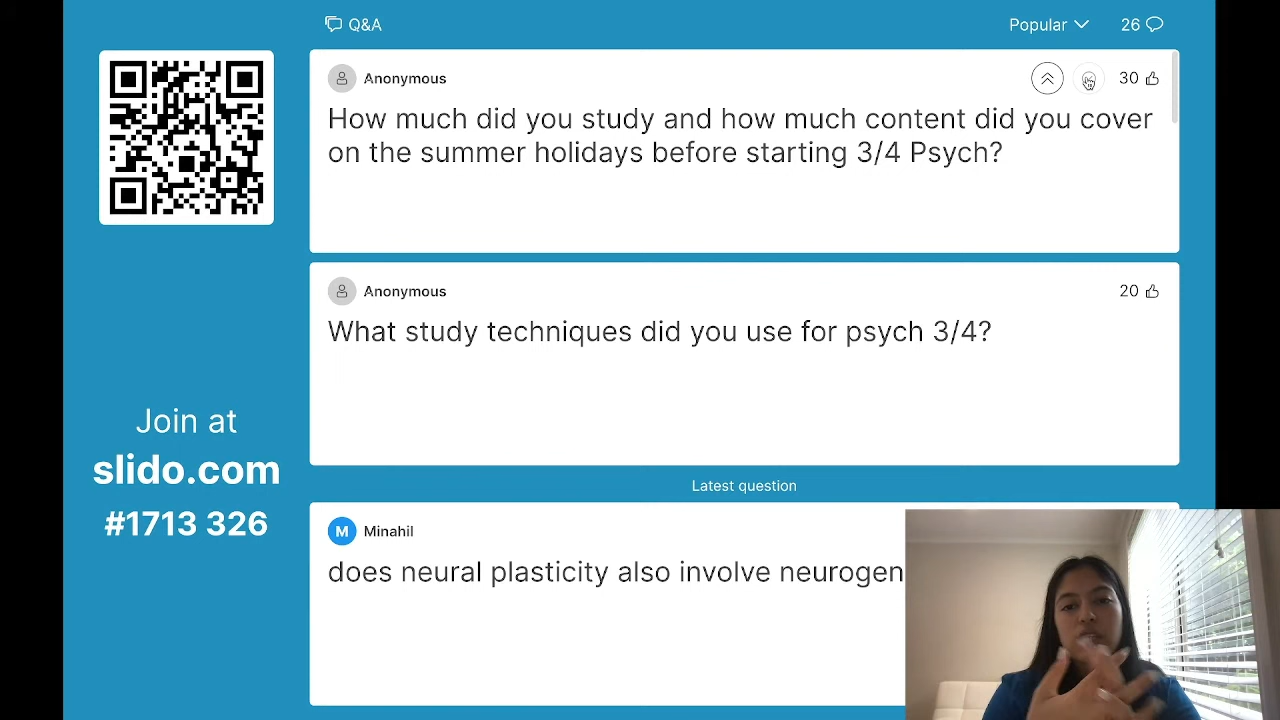 Q&A
Popular
26
Anonymous
30
How much did you study and how much content did you cover
on the summer holidays before starting 3/4 Psych?
Anonymous
20
What study techniques did you use for psych 3/4?
Join at
slido.com
#1713 326
Latest question
M
Minahil
does neural plasticity also involve neurogen